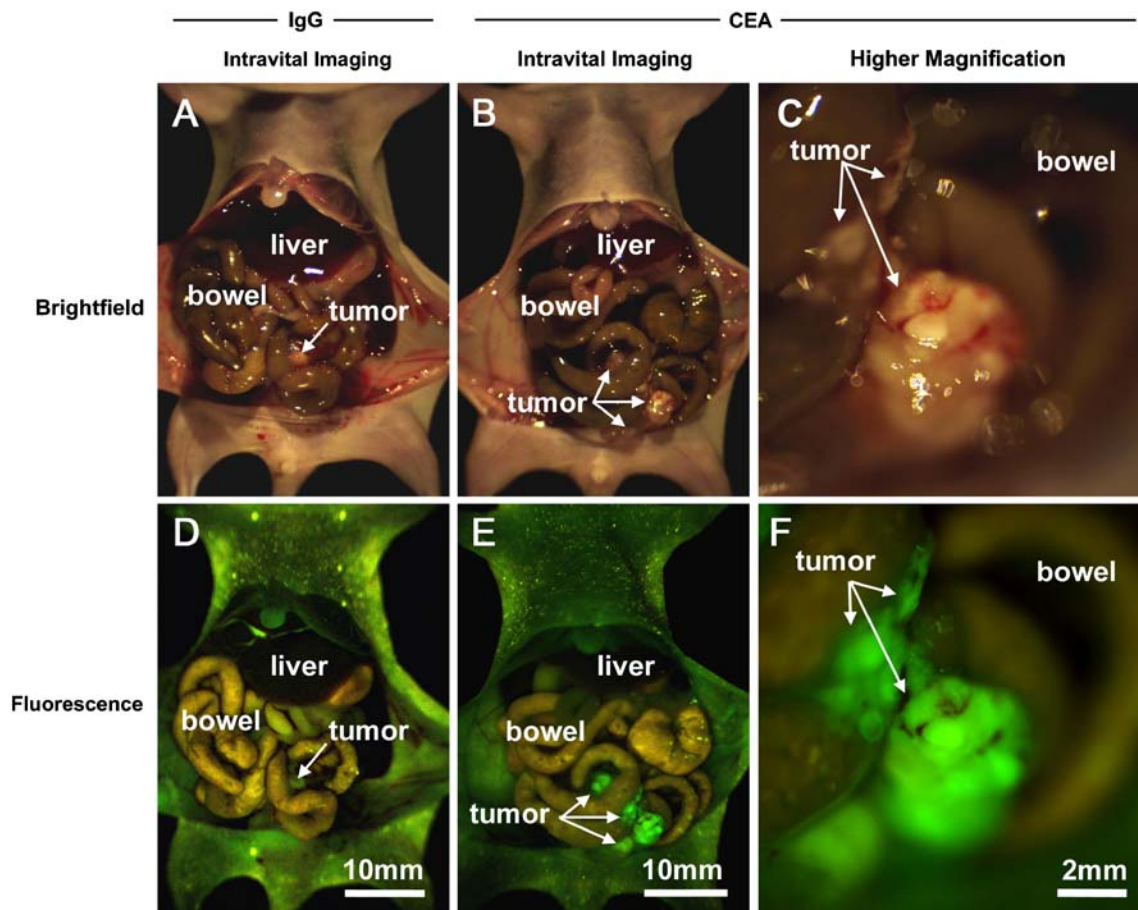 IgG
CEA
Intravital Imaging
Intravital Imaging
Higher Magnification
Brightfield
A
liver
bowel
tumor
B
liver
bowel
tumor
C
tumor
bowel
Fluorescence
D
liver
bowel
tumor
10mm
E
liver
bowel
tumor
10mm
F
tumor
bowel
2mm